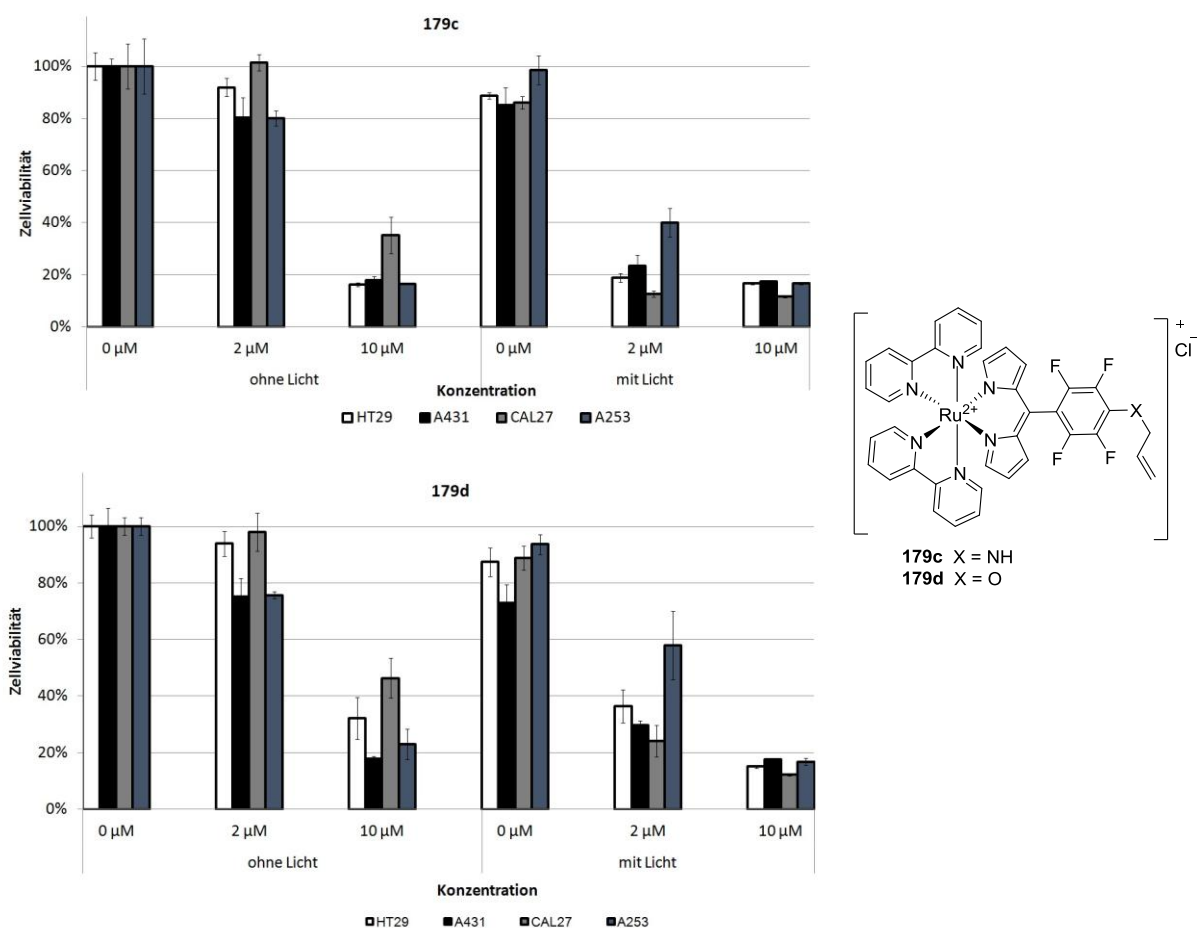 179c
100%
80%
60%
40%
20%
0%
Zellviabilität
0 µM 2 µM 10 µM 0 µM 2 µM 10 µM
ohne Licht mit Licht
Konzentration
HT29 A431 CAL27 A253
179d
100%
80%
60%
40%
20%
0%
Zellviabilität
0 µM 2 µM 10 µM 0 µM 2 µM 10 µM
ohne Licht mit Licht
Konzentration
HT29 A431 CAL27 A253
+
Cl⁻
N
N
N
Ru²⁺
N
N
N
F F
X
F F
179c X = NH
179d X = O